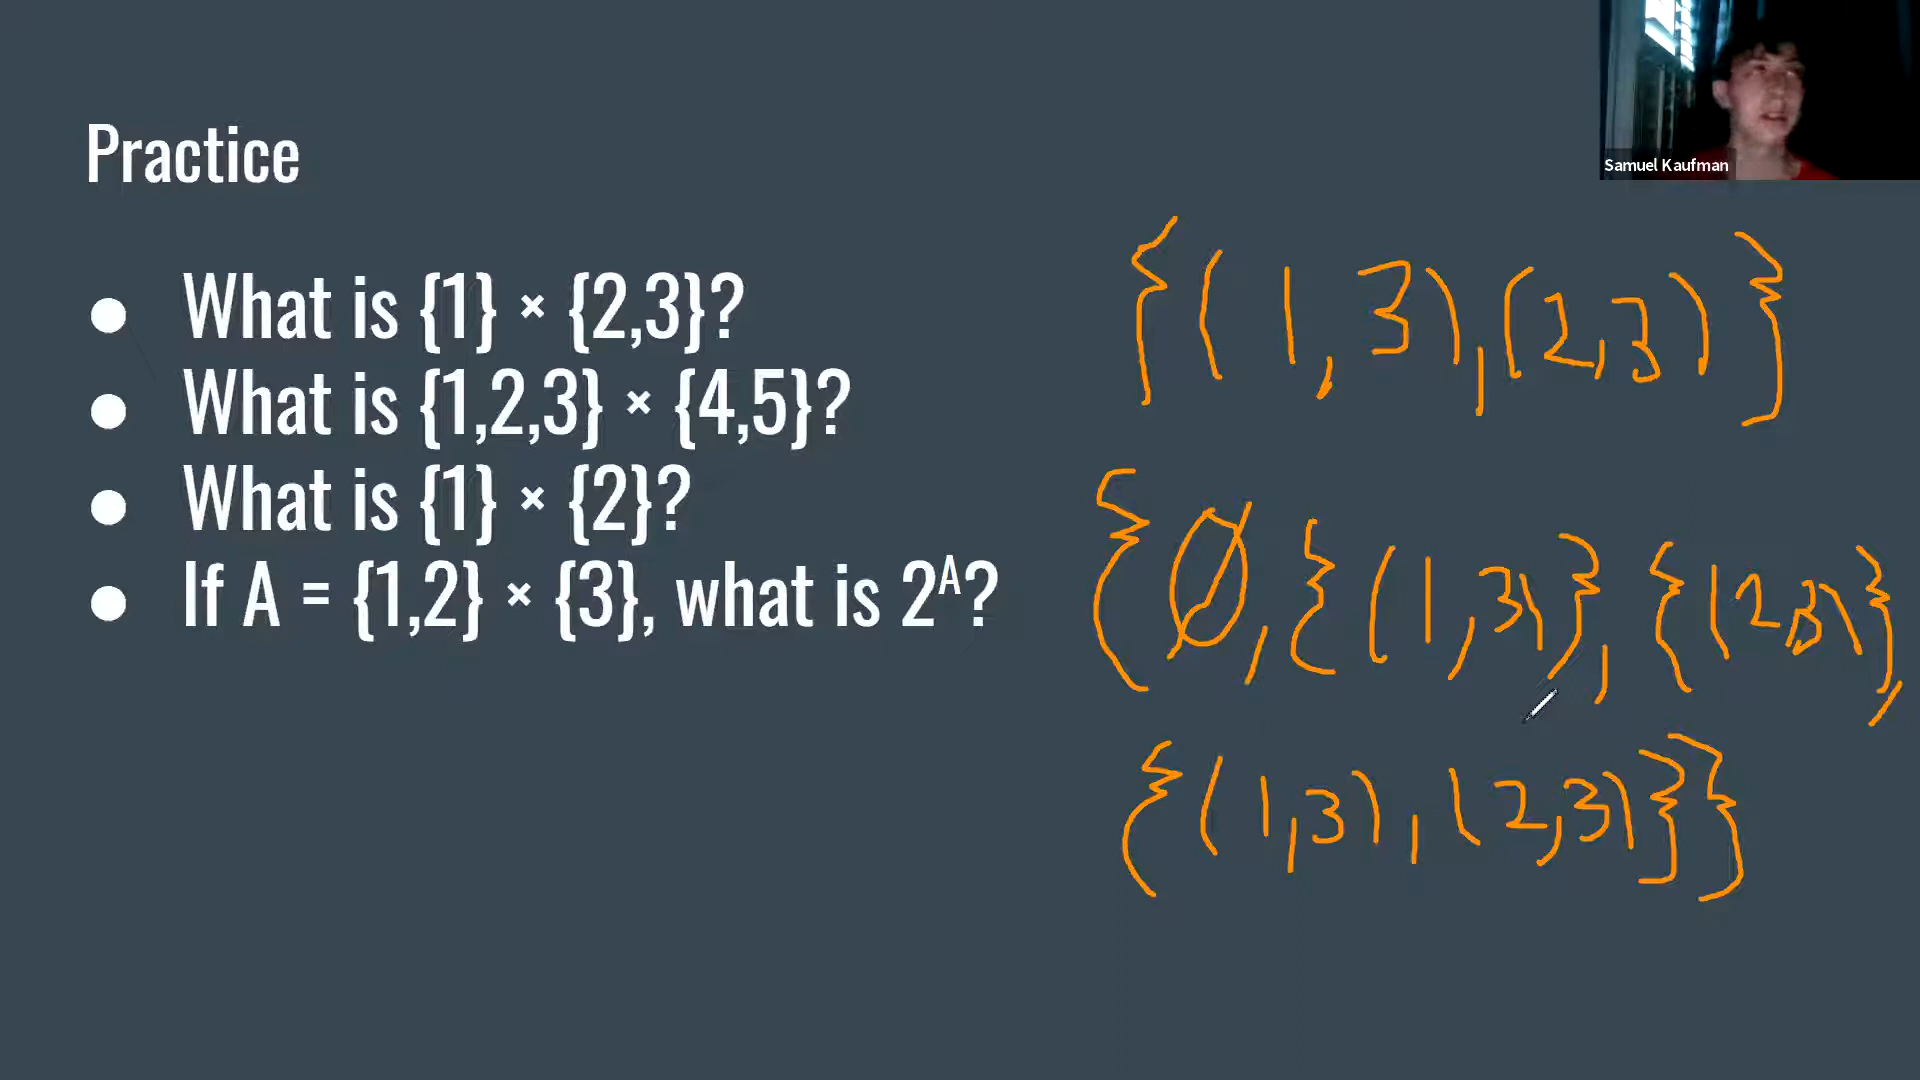 Samuel Kaufman
Practice
● What is {1} × {2,3}?
● What is {1,2,3} × {4,5}?
● What is {1} × {2}?
● If A = {1,2} × {3}, what is 2ᴬ?
{(1,3),(2,3)}
{∅,{(1,3)},{(2,3)},
{(1,3),(2,3)}}